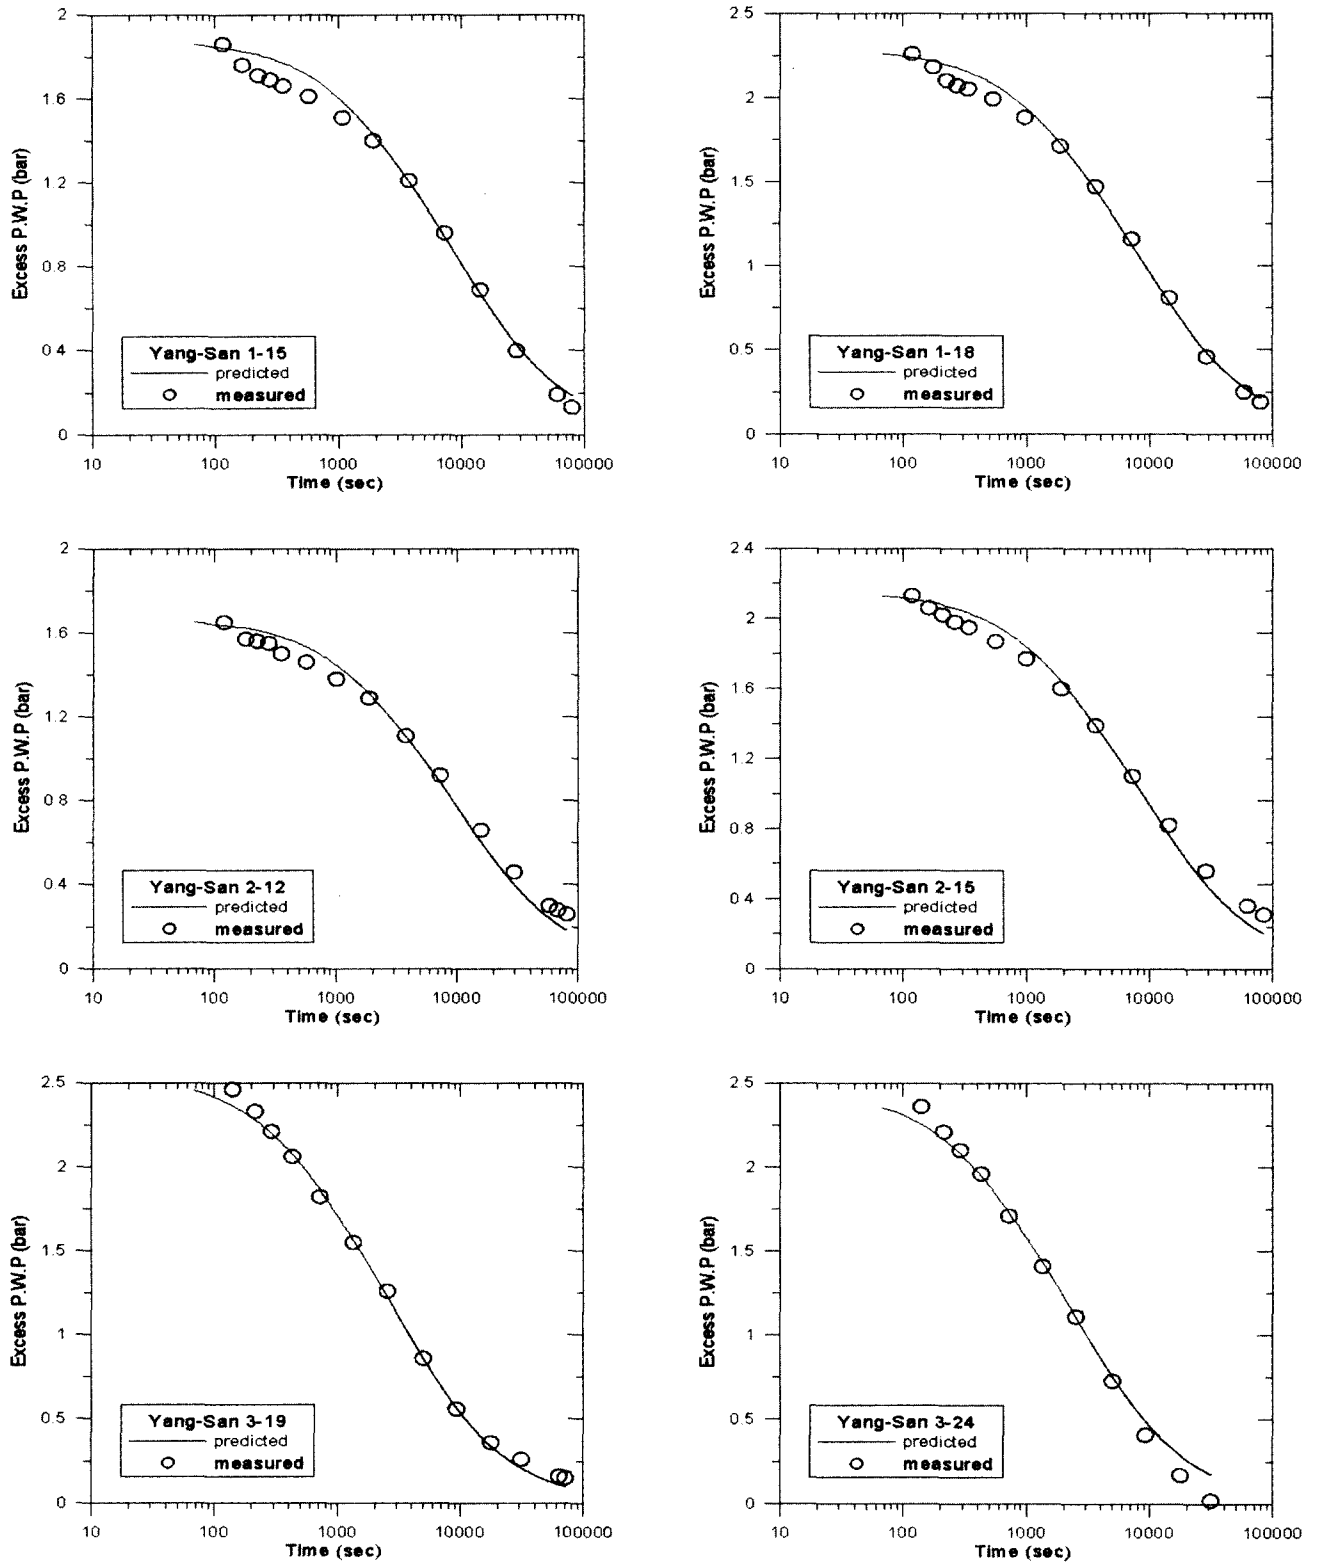 2
1.6
1.2
0.8
0.4
0
Excess P.W.P (bar)
Yang-San 1-15
predicted
measured
10 100 1000 10000 100000
Time (sec)
2.5
2
1.5
1
0.5
0
Excess P.W.P (bar)
Yang-San 1-18
predicted
measured
10 100 1000 10000 100000
Time (sec)
2
1.6
1.2
0.8
0.4
0
Excess P.W.P (bar)
Yang-San 2-12
predicted
measured
10 100 1000 10000 100000
Time (sec)
2.4
2
1.6
1.2
0.8
0.4
0
Excess P.W.P (bar)
Yang-San 2-15
predicted
measured
10 100 1000 10000 100000
Time (sec)
2.5
2
1.5
1
0.5
0
Excess P.W.P (bar)
Yang-San 3-19
predicted
measured
10 100 1000 10000 100000
Time (sec)
2.5
2
1.5
1
0.5
0
Excess P.W.P (bar)
Yang-San 3-24
predicted
measured
10 100 1000 10000 100000
Time (sec)